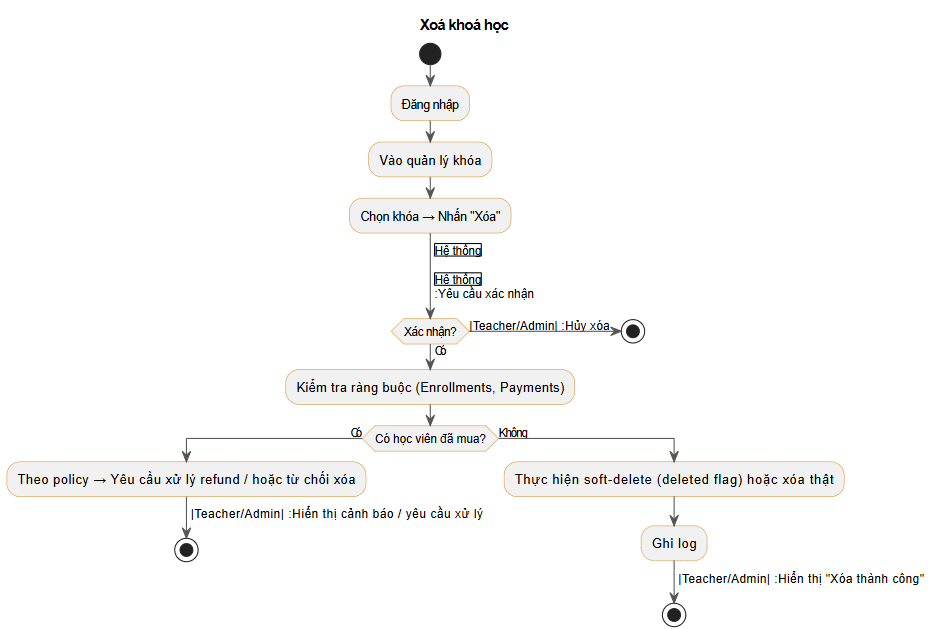 Xoá khoá học
Đăng nhập
Vào quản lý khóa
Chọn khóa → Nhấn "Xóa"
Hệ thống
Hệ thống
:Yêu cầu xác nhận
Xác nhận?
|Teacher/Admin| :Hủy xóa
Có
Kiểm tra ràng buộc (Enrollments, Payments)
Có
Có học viên đã mua?
Không
Theo policy → Yêu cầu xử lý refund / hoặc từ chối xóa
Thực hiện soft-delete (deleted flag) hoặc xóa thật
|Teacher/Admin| :Hiển thị cảnh báo / yêu cầu xử lý
Ghi log
|Teacher/Admin| :Hiển thị "Xóa thành công"